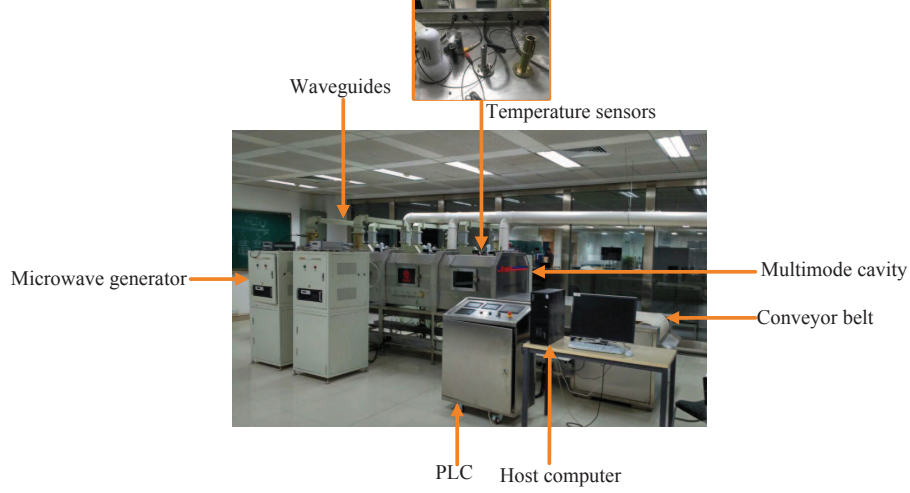 Waveguides
Temperature sensors
Microwave generator
Multimode cavity
Conveyor belt
PLC
Host computer